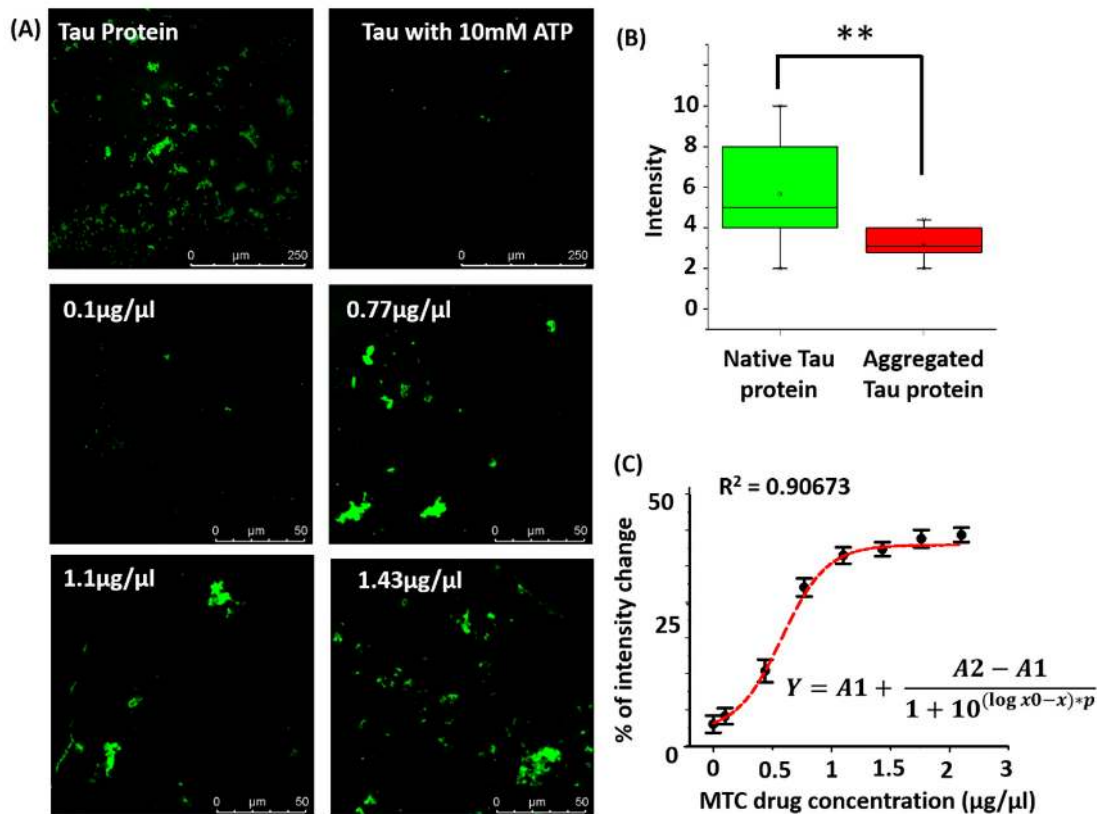 (A)
Tau Protein
0 µm 250
Tau with 10mM ATP
0 µm 250
0.1µg/µl
0 µm 50
0.77µg/µl
0 µm 50
1.1µg/µl
0 µm 50
1.43µg/µl
0 µm 50
(B)
**
Intensity
10
8
6
4
2
0
Native Tau
protein
Aggregated
Tau protein
(C)
R² = 0.90673
% of intensity change
50
25
0
Y = A1 + \frac{A2 − A1}{1 + 10^{(log x0−x)*p}}
0 0.5 1 1.5 2 2.5 3
MTC drug concentration (µg/µl)